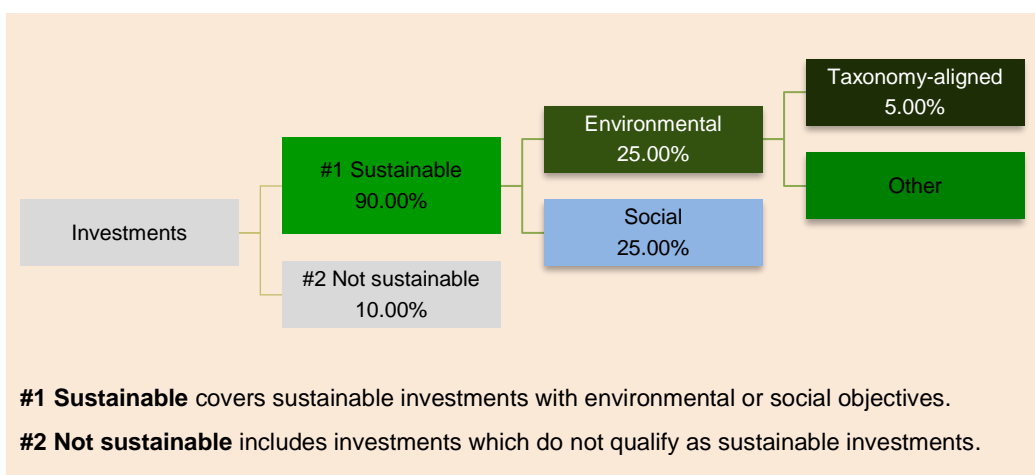 Investments
#1 Sustainable
90.00%
#2 Not sustainable
10.00%
Environmental
25.00%
Social
25.00%
Taxonomy-aligned
5.00%
Other
#1 Sustainable covers sustainable investments with environmental or social objectives.
#2 Not sustainable includes investments which do not qualify as sustainable investments.